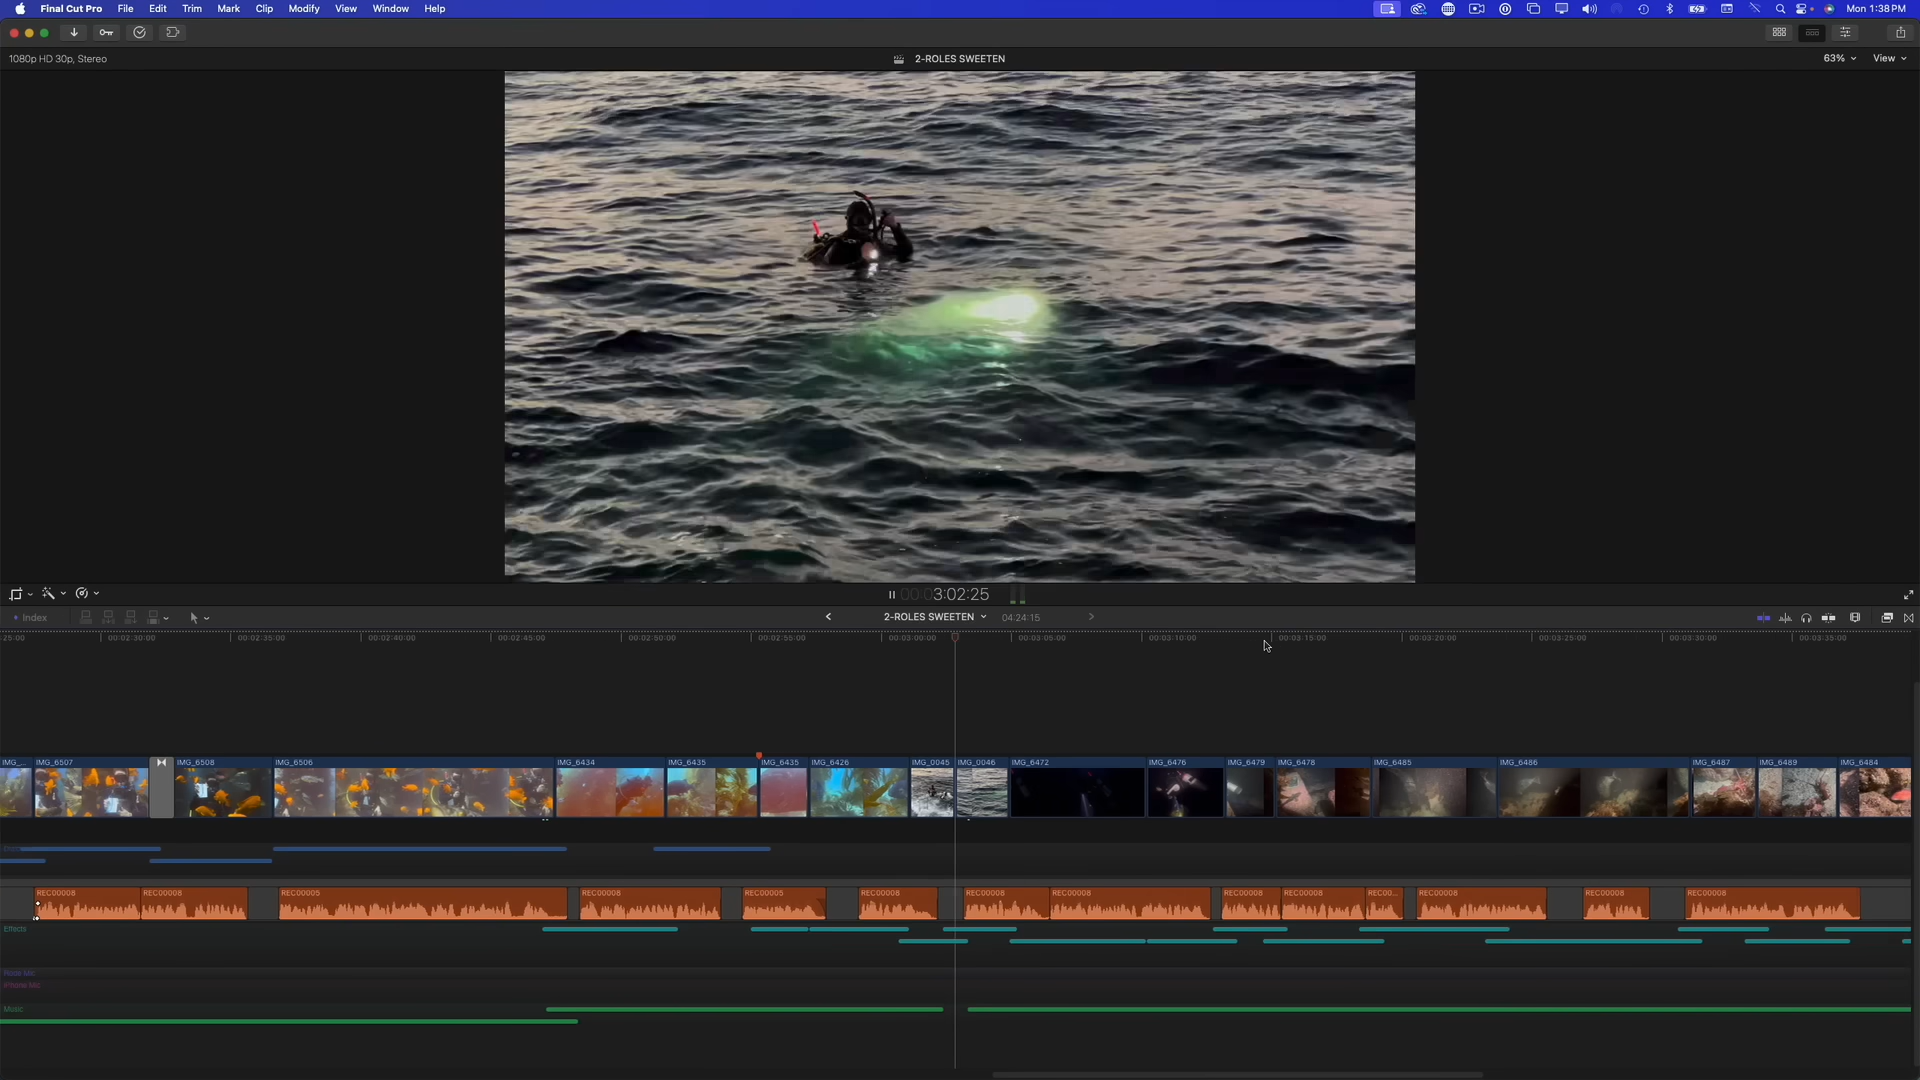 Final Cut Pro File Edit Trim Mark Clip Modify View Window Help Mon 1:38 PM
1080p HD 30p, Stereo 2-ROLES SWEETEN 63% View
00:00:03:02:25
Index 2-ROLES SWEETEN 04:24:15
25:00 00:02:30:00 00:02:35:00 00:02:40:00 00:02:45:00 00:02:50:00 00:02:55:00 00:03:00:00 00:03:05:00 00:03:10:00 00:03:15:00 00:03:20:00 00:03:25:00 00:03:30:00 00:03:35:00
IMG_... IMG_6507 IMG_6508 IMG_6506 IMG_6434 IMG_6435 IMG_6435 IMG_6426 IMG_0045 IMG_0046 IMG_6472 IMG_6476 IMG_6479 IMG_6478 IMG_6485 IMG_6486 IMG_6487 IMG_6489 IMG_6484
REC00008 REC00008 REC00005 REC00008 REC00005 REC00008 REC00008 REC00008 REC00008 REC00008 REC00... REC00008 REC00008 REC00008
Effects
iPhone Mic
Music